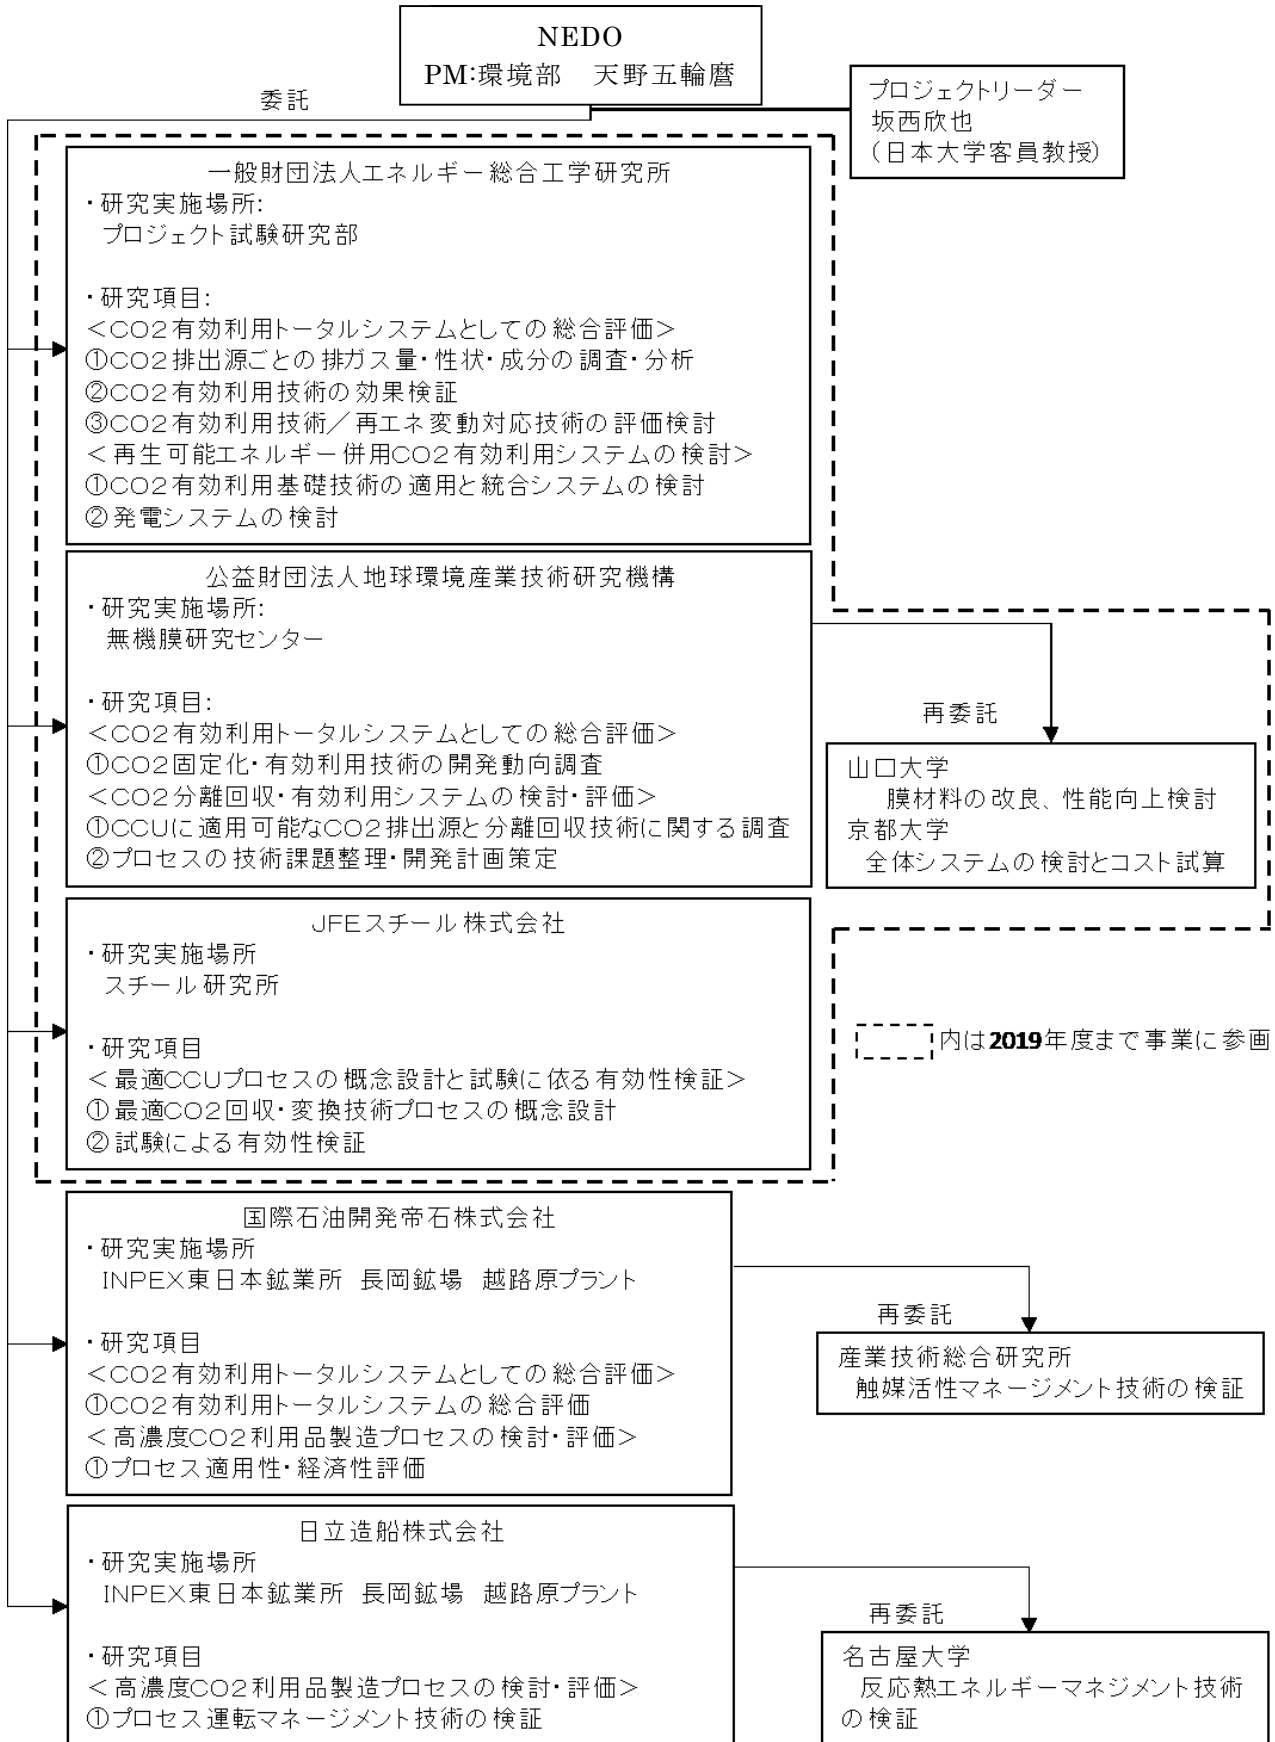 NEDO
PM:環境部　天野五輪麿
委託
プロジェクトリーダー
坂西欣也
(日本大学客員教授)
一般財団法人エネルギー総合工学研究所
・研究実施場所:
プロジェクト試験研究部
・研究項目:
＜CO2有効利用トータルシステムとしての総合評価＞
①CO2排出源ごとの排ガス量・性状・成分の調査・分析
②CO2有効利用技術の効果検証
③CO2有効利用技術／再エネ変動対応技術の評価検討
＜再生可能エネルギー併用CO2有効利用システムの検討＞
①CO2有効利用基礎技術の適用と統合システムの検討
②発電システムの検討
公益財団法人地球環境産業技術研究機構
・研究実施場所:
無機膜研究センター
・研究項目:
＜CO2有効利用トータルシステムとしての総合評価＞
①CO2固定化・有効利用技術の開発動向調査
＜CO2分離回収・有効利用システムの検討・評価＞
①CCUに適用可能なCO2排出源と分離回収技術に関する調査
②プロセスの技術課題整理・開発計画策定
再委託
山口大学
膜材料の改良、性能向上検討
京都大学
全体システムの検討とコスト試算
JFEスチール株式会社
・研究実施場所
スチール研究所
・研究項目
＜最適CCUプロセスの概念設計と試験に依る有効性検証＞
①最適CO2回収・変換技術プロセスの概念設計
②試験による有効性検証
内は2019年度まで事業に参画
国際石油開発帝石株式会社
・研究実施場所
INPEX東日本鉱業所 長岡鉱場 越路原プラント
・研究項目
＜CO2有効利用トータルシステムとしての総合評価＞
①CO2有効利用トータルシステムの総合評価
＜高濃度CO2利用品製造プロセスの検討・評価＞
①プロセス適用性・経済性評価
再委託
産業技術総合研究所
触媒活性マネージメント技術の検証
日立造船株式会社
・研究実施場所
INPEX東日本鉱業所 長岡鉱場 越路原プラント
・研究項目
＜高濃度CO2利用品製造プロセスの検討・評価＞
①プロセス運転マネージメント技術の検証
再委託
名古屋大学
反応熱エネルギーマネジメント技術
の検証